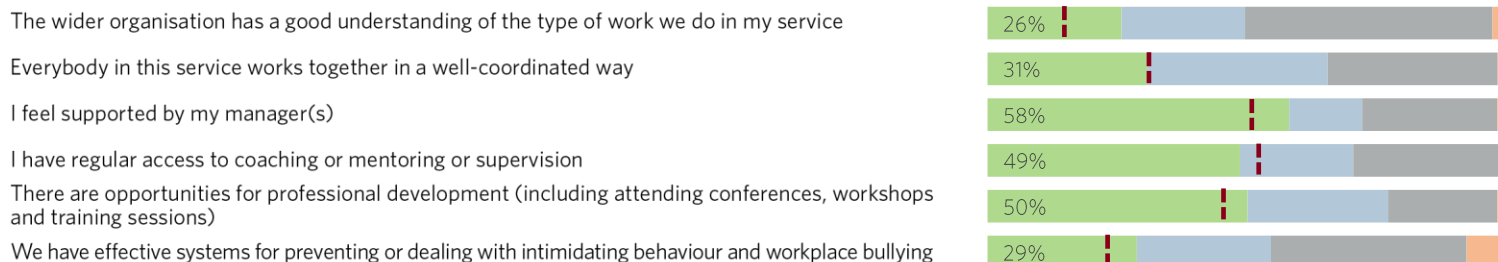 The wider organisation has a good understanding of the type of work we do in my service 26%
Everybody in this service works together in a well-coordinated way 31%
I feel supported by my manager(s) 58%
I have regular access to coaching or mentoring or supervision 49%
There are opportunities for professional development (including attending conferences, workshops
and training sessions) 50%
We have effective systems for preventing or dealing with intimidating behaviour and workplace bullying 29%